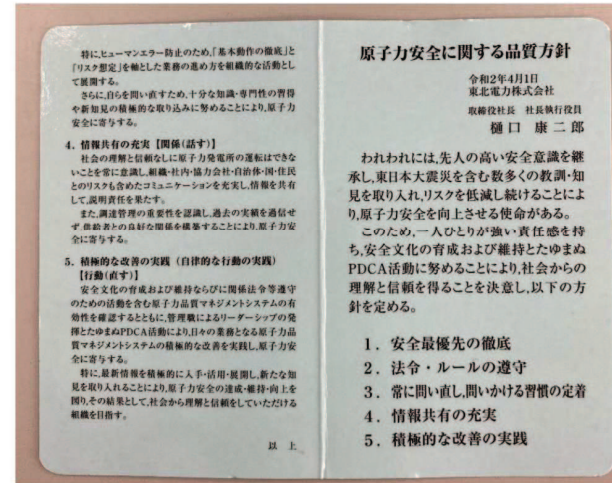 特に,ヒューマンエラー防止のため,「基本動作の徹底」と
「リスク想定」を軸とした業務の進め方を組織的な活動とし
て展開する。
さらに,自らを問い直すため,十分な知識・専門性の習得
や新知見の積極的な取り込みに努めることにより,原子力
安全に寄与する。
4．情報共有の充実【関係(話す)】
社会の理解と信頼なしに原子力発電所の運転はできな
いことを常に意識し,組織・社内・協力会社・自治体・国・住民
とのリスクも含めたコミュニケーションを充実し,情報を共有
して,説明責任を果たす。
また,調達管理の重要性を認識し,過去の実績を過信せ
ず,供給者との良好な関係を構築することにより,原子力安
全に寄与する。
5．積極的な改善の実践（自律的な行動の実践）
【行動(直す)】
安全文化の育成および維持ならびに関係法令等遵守
のための活動を含む原子力品質マネジメントシステムの有
効性を確認するとともに,管理職によるリーダーシップの発
揮とたゆまぬPDCA活動により,日々の業務となる原子力品
質マネジメントシステムの積極的な改善を実践し,原子力安
全に寄与する。
特に,最新情報を積極的に入手・活用・展開し,新たな知
見を取り入れることにより,原子力安全の達成・維持・向上を
図り,その結果として,社会から理解と信頼をしていただける
組織を目指す。
以 上
原子力安全に関する品質方針
令和2年4月1日
東北電力株式会社
取締役社長 社長執行役員
樋口 康二郎
われわれには,先人の高い安全意識を継
承し,東日本大震災を含む数多くの教訓・知
見を取り入れ,リスクを低減し続けることによ
り,原子力安全を向上させる使命がある。
このため,一人ひとりが強い責任感を持
ち,安全文化の育成および維持とたゆまぬ
PDCA活動に努めることにより,社会からの
理解と信頼を得ることを決意し,以下の方
針を定める。
1．安全最優先の徹底
2．法令・ルールの遵守
3．常に問い直し,問いかける習慣の定着
4．情報共有の充実
5．積極的な改善の実践